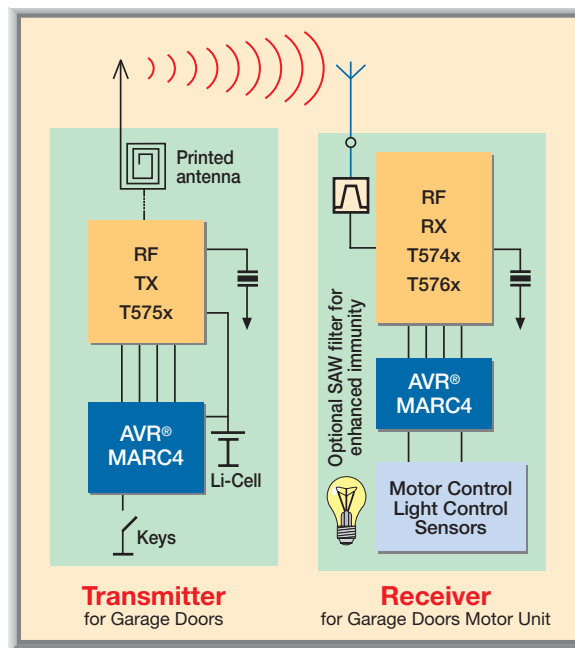 Printed
antenna
RF
TX
T575x
AVR®
MARC4
Li-Cell
Keys
Transmitter
for Garage Doors
RF
RX
T574x
T576x
Optional SAW filter for
enhanced immunity
AVR®
MARC4
Motor Control
Light Control
Sensors
Receiver
for Garage Doors Motor Unit